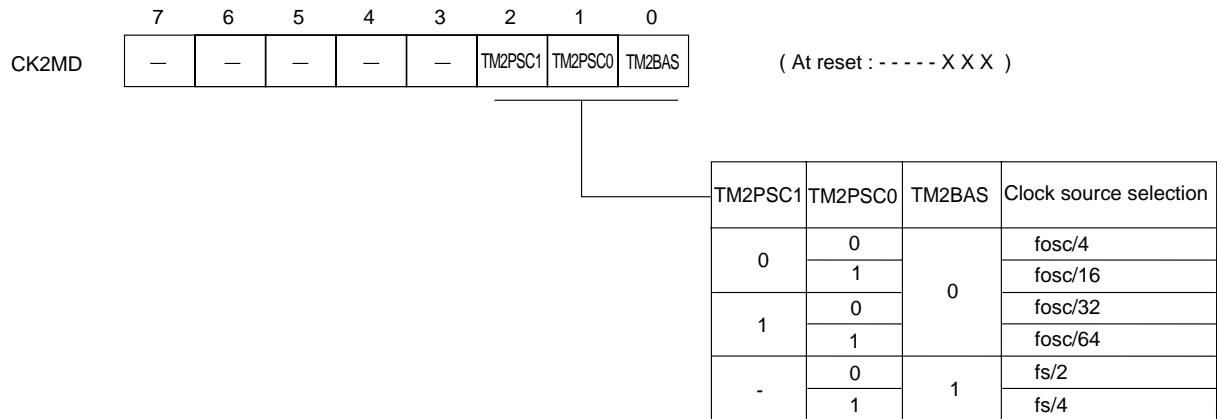 7 6 5 4 3 2 1 0
CK2MD — — — — — TM2PSC1 TM2PSC0 TM2BAS ( At reset : - - - - - X X X )
TM2PSC1 TM2PSC0 TM2BAS Clock source selection
0 0 0 fosc/4
1 fosc/16
1 0 fosc/32
1 fosc/64
- 0 1 fs/2
1 fs/4